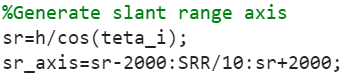 %Generate slant range axis
sr=h/cos(teta_i);
sr_axis=sr-2000:SRR/10:sr+2000;